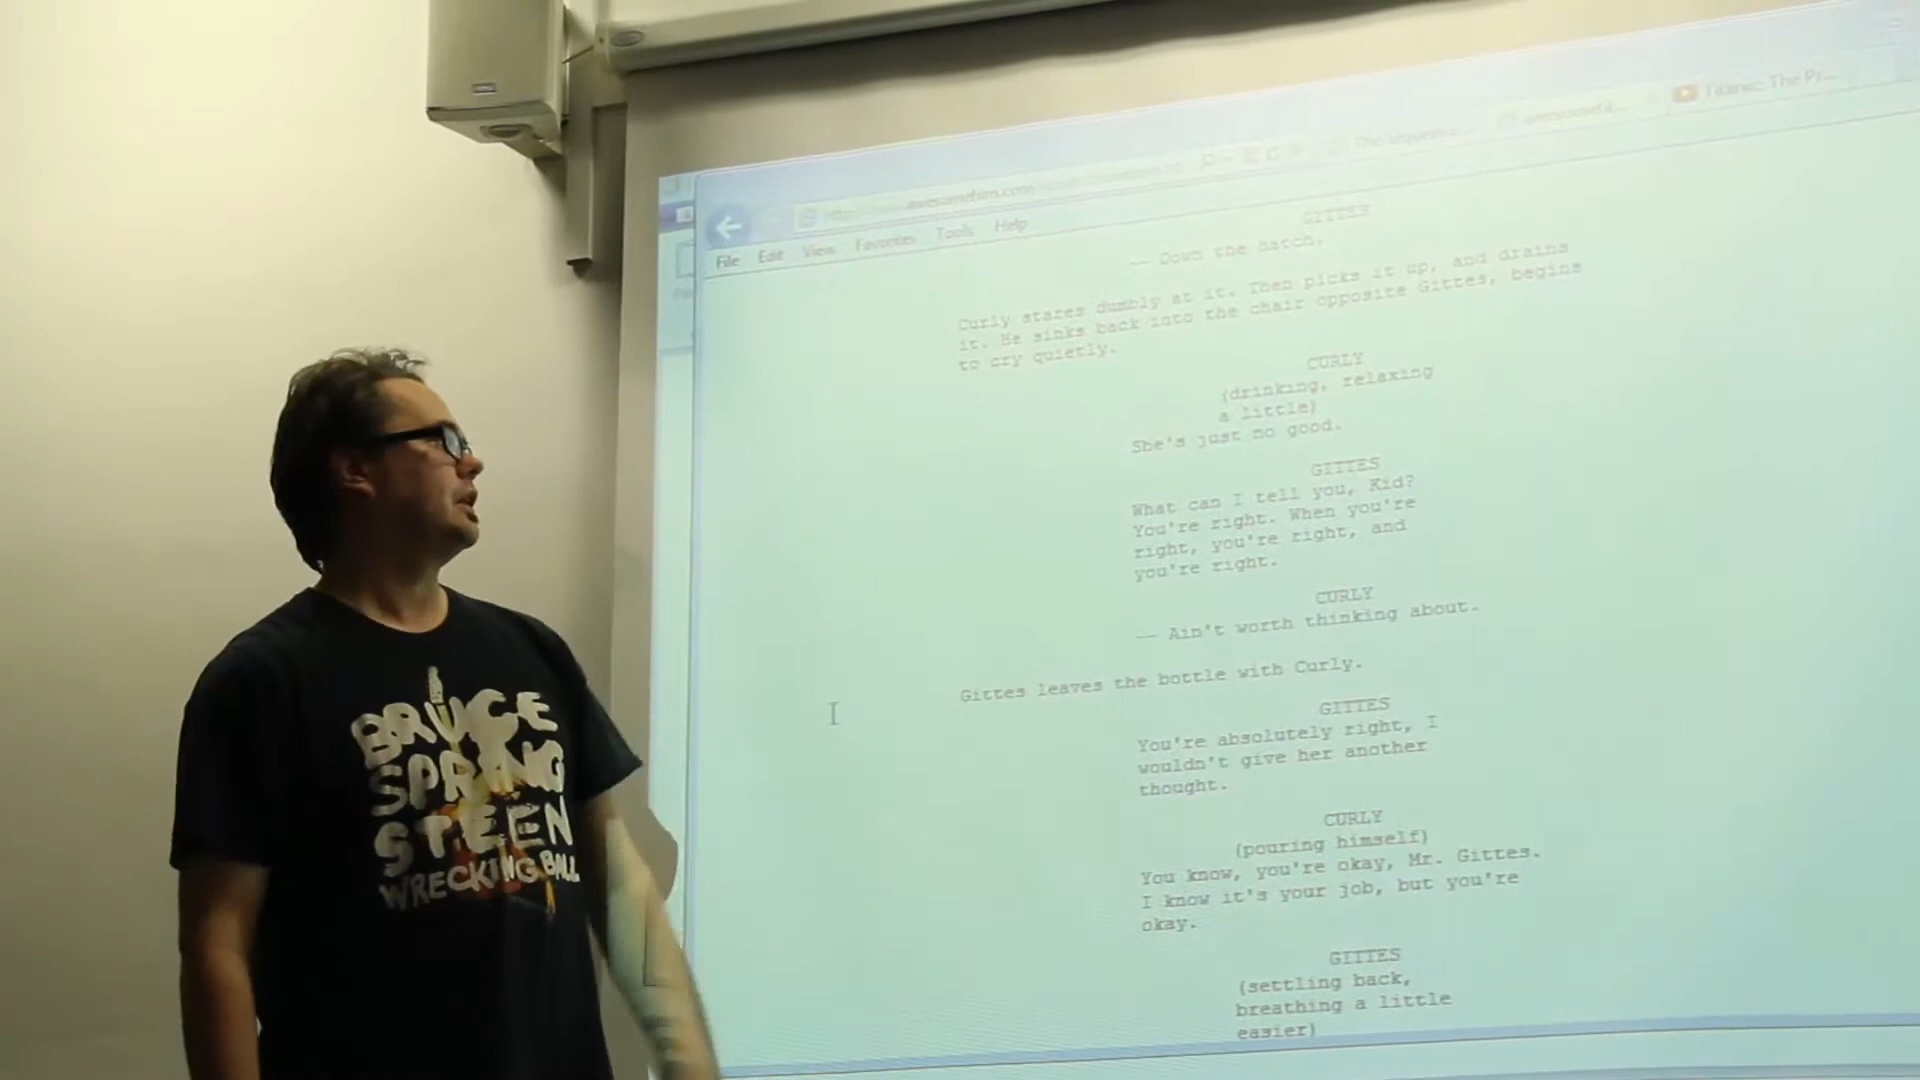 Titanic: The Pr...
awesomefilm.com
File Edit View Favorites Tools Help
GITTES
-- Down the hatch.
Curly stares dumbly at it. Then picks it up, and drains
it. He sinks back into the chair opposite Gittes, begins
to cry quietly.
CURLY
(drinking, relaxing
a little)
She's just no good.
GITTES
What can I tell you, Kid?
You're right. When you're
right, you're right, and
you're right.
CURLY
-- Ain't worth thinking about.
Gittes leaves the bottle with Curly.
GITTES
You're absolutely right, I
wouldn't give her another
thought.
CURLY
(pouring himself)
You know, you're okay, Mr. Gittes.
I know it's your job, but you're
okay.
GITTES
(settling back,
breathing a little
easier)
BRUCE
SPRING
STEEN
WRECKING BALL